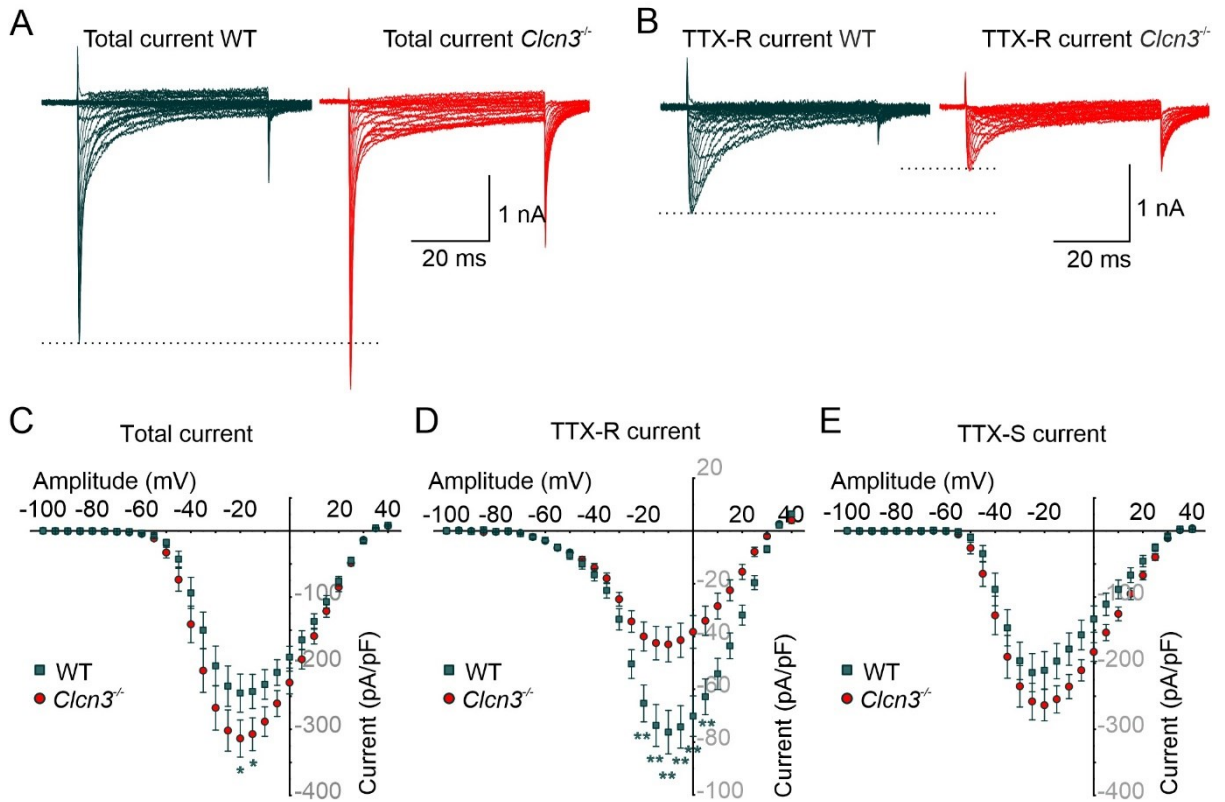 A
Total current WT
Total current Clcn3-/-
1 nA
20 ms
B
TTX-R current WT
TTX-R current Clcn3-/-
1 nA
20 ms
C
Total current
Amplitude (mV)
-100 -80 -60 -40 -20 20 40
-100
-200
-300
-400
Current (pA/pF)
WT
Clcn3-/-
* *
D
TTX-R current
Amplitude (mV)
20
-100 -80 -60 -40 -20 20 40
-20
-40
-60
-80
-100
Current (pA/pF)
WT
Clcn3-/-
** ** ** ** ** **
E
TTX-S current
Amplitude (mV)
-100 -80 -60 -40 -20 20 40
-100
-200
-300
-400
Current (pA/pF)
WT
Clcn3-/-